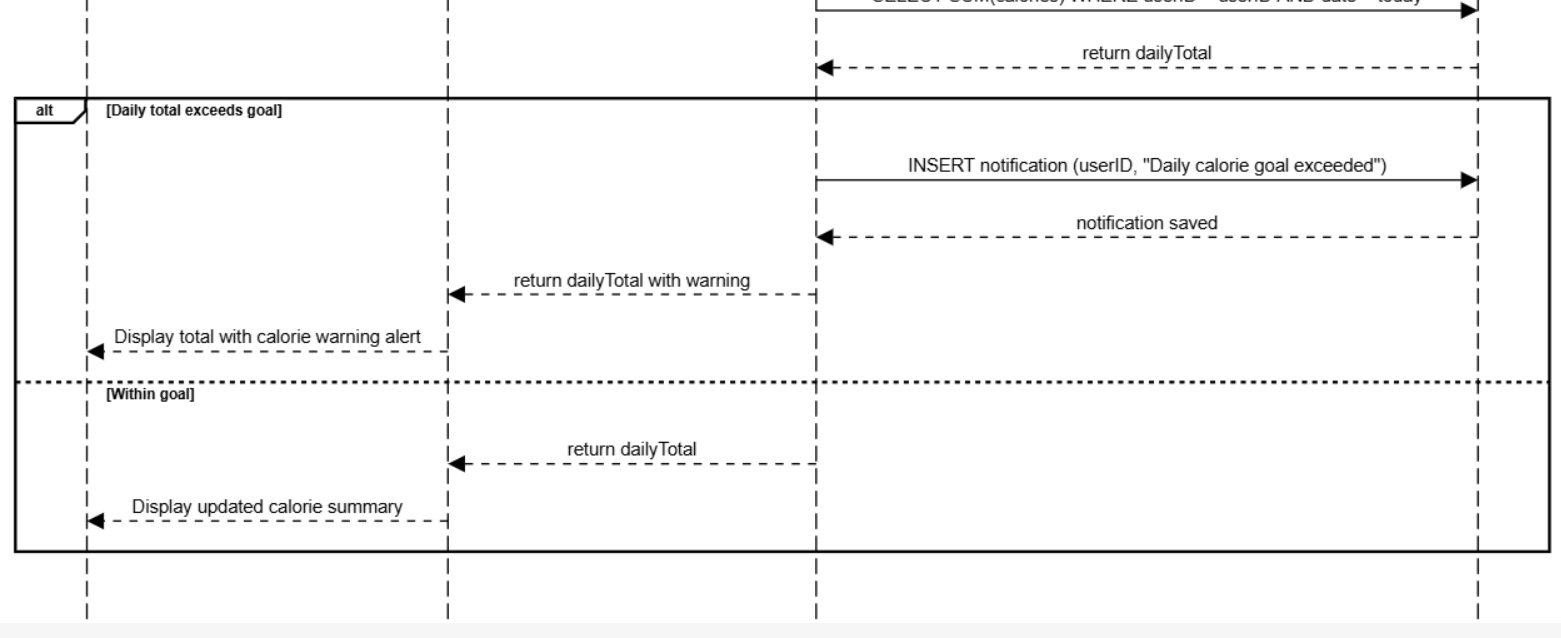 return dailyTotal
alt [Daily total exceeds goal]
INSERT notification (userID, "Daily calorie goal exceeded")
notification saved
return dailyTotal with warning
Display total with calorie warning alert
[Within goal]
return dailyTotal
Display updated calorie summary